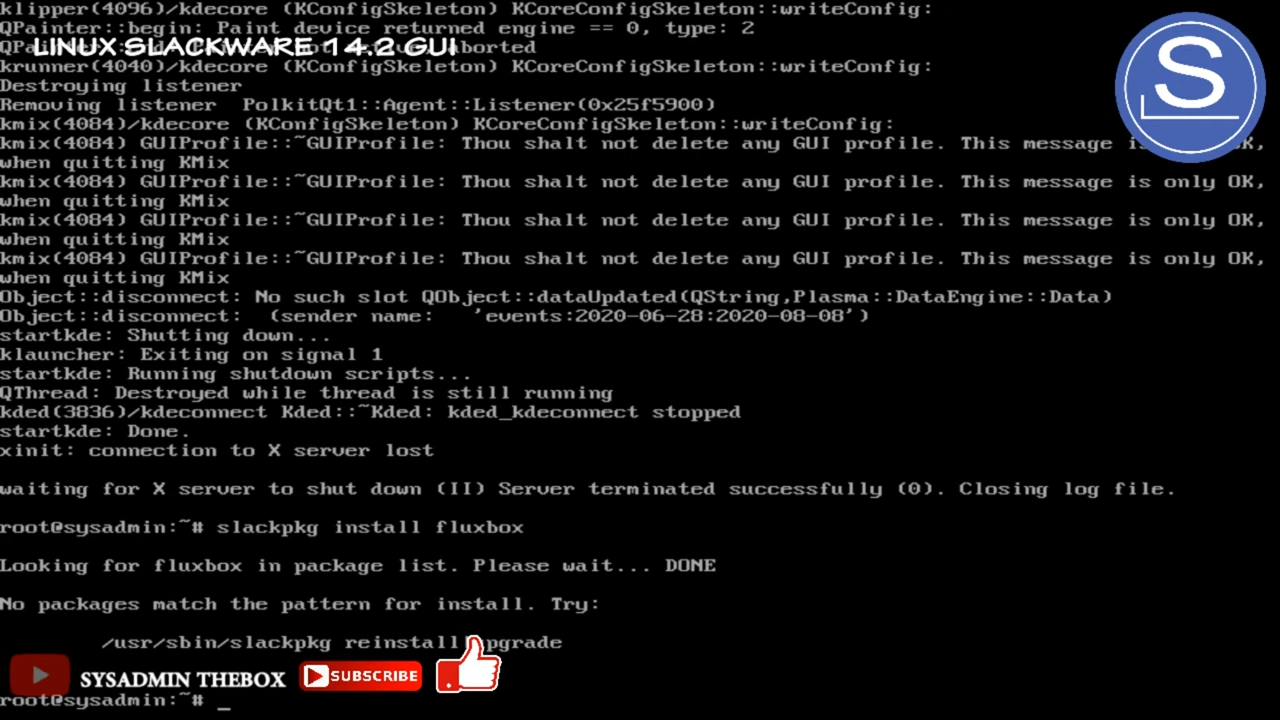 klipper(4096)/kdecore (KConfigSkeleton) KCoreConfigSkeleton::writeConfig:
QPainter::begin: Paint device returned engine == 0, type: 2
LINUX SLACKWARE 14.2 GUI
aborted
krunner(4040)/kdecore (KConfigSkeleton) KCoreConfigSkeleton::writeConfig:
Destroying listener
Removing listener  PolkitQt1::Agent::Listener(0x25f5900)
kmix(4084)/kdecore (KConfigSkeleton) KCoreConfigSkeleton::writeConfig:
kmix(4084) GUIProfile::~GUIProfile: Thou shalt not delete any GUI profile. This message
when quitting KMix
kmix(4084) GUIProfile::~GUIProfile: Thou shalt not delete any GUI profile. This message is only OK,
when quitting KMix
kmix(4084) GUIProfile::~GUIProfile: Thou shalt not delete any GUI profile. This message is only OK,
when quitting KMix
kmix(4084) GUIProfile::~GUIProfile: Thou shalt not delete any GUI profile. This message is only OK,
when quitting KMix
Object::disconnect: No such slot QObject::dataUpdated(QString,Plasma::DataEngine::Data)
Object::disconnect:  (sender name:   'events:2020-06-28:2020-08-08')
startkde: Shutting down...
klauncher: Exiting on signal 1
startkde: Running shutdown scripts...
QThread: Destroyed while thread is still running
kded(3836)/kdeconnect Kded::~Kded: kded_kdeconnect stopped
startkde: Done.
xinit: connection to X server lost
waiting for X server to shut down (II) Server terminated successfully (0). Closing log file.
root@sysadmin:~# slackpkg install fluxbox
Looking for fluxbox in package list. Please wait... DONE
No packages match the pattern for install. Try:
/usr/sbin/slackpkg reinstall|upgrade
SYSADMIN THEBOX SUBSCRIBE
root@sysadmin:~# _
S